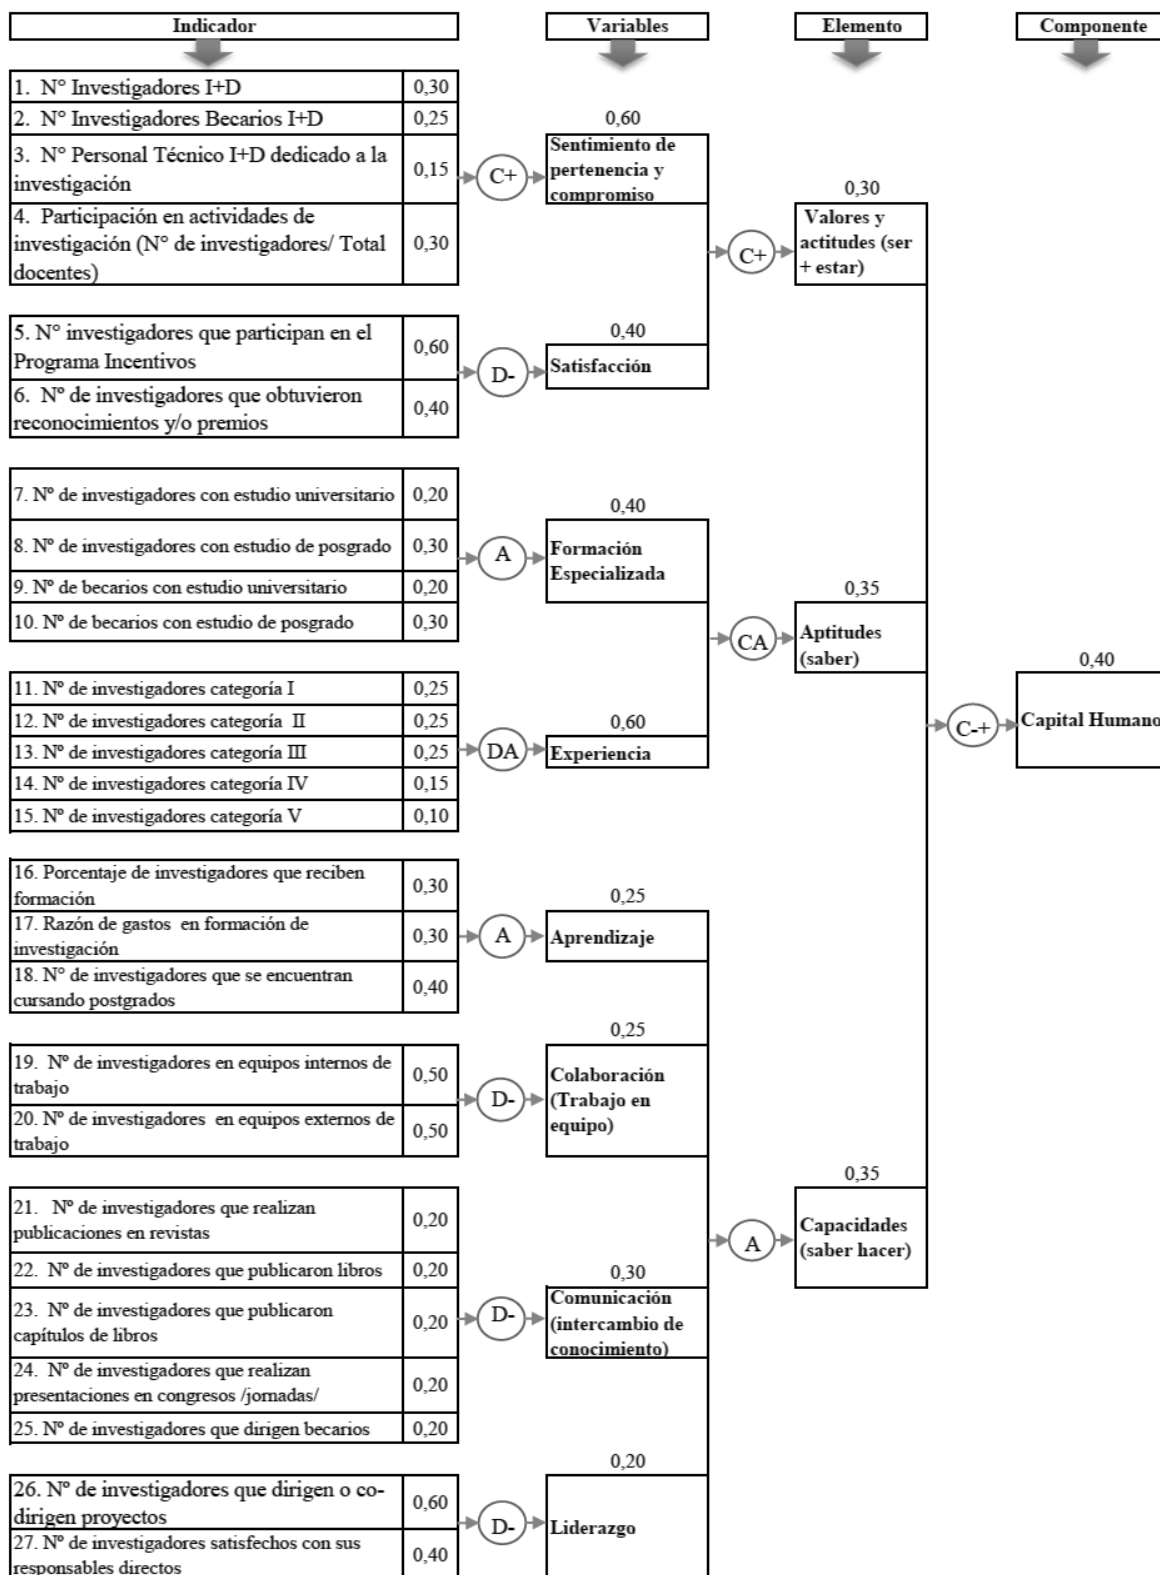 Indicador
Variables
Elemento
Componente
1. N° Investigadores I+D
0,30
2. N° Investigadores Becarios I+D
0,25
3. N° Personal Técnico I+D dedicado a la
investigación
0,15
4. Participación en actividades de
investigación (N° de investigadores/ Total
docentes)
0,30
C+
0,60
Sentimiento de
pertenencia y
compromiso
5. N° investigadores que participan en el
Programa Incentivos
0,60
6. Nº de investigadores que obtuvieron
reconocimientos y/o premios
0,40
D-
0,40
Satisfacción
C+
0,30
Valores y
actitudes (ser
+ estar)
7. Nº de investigadores con estudio universitario
0,20
8. Nº de investigadores con estudio de posgrado
0,30
9. Nº de becarios con estudio universitario
0,20
10. Nº de becarios con estudio de posgrado
0,30
A
0,40
Formación
Especializada
11. Nº de investigadores categoría I
0,25
12. Nº de investigadores categoría II
0,25
13. Nº de investigadores categoría III
0,25
14. Nº de investigadores categoría IV
0,15
15. Nº de investigadores categoría V
0,10
DA
0,60
Experiencia
CA
0,35
Aptitudes
(saber)
16. Porcentaje de investigadores que reciben
formación
0,30
17. Razón de gastos en formación de
investigación
0,30
18. N° de investigadores que se encuentran
cursando postgrados
0,40
A
0,25
Aprendizaje
19. Nº de investigadores en equipos internos de
trabajo
0,50
20. Nº de investigadores en equipos externos de
trabajo
0,50
D-
0,25
Colaboración
(Trabajo en
equipo)
21. Nº de investigadores que realizan
publicaciones en revistas
0,20
22. Nº de investigadores que publicaron libros
0,20
23. Nº de investigadores que publicaron
capítulos de libros
0,20
24. Nº de investigadores que realizan
presentaciones en congresos /jornadas/
0,20
25. Nº de investigadores que dirigen becarios
0,20
D-
0,30
Comunicación
(intercambio de
conocimiento)
26. Nº de investigadores que dirigen o co-
dirigen proyectos
0,60
27. Nº de investigadores satisfechos con sus
responsables directos
0,40
D-
0,20
Liderazgo
A
0,35
Capacidades
(saber hacer)
C-+
0,40
Capital Humano